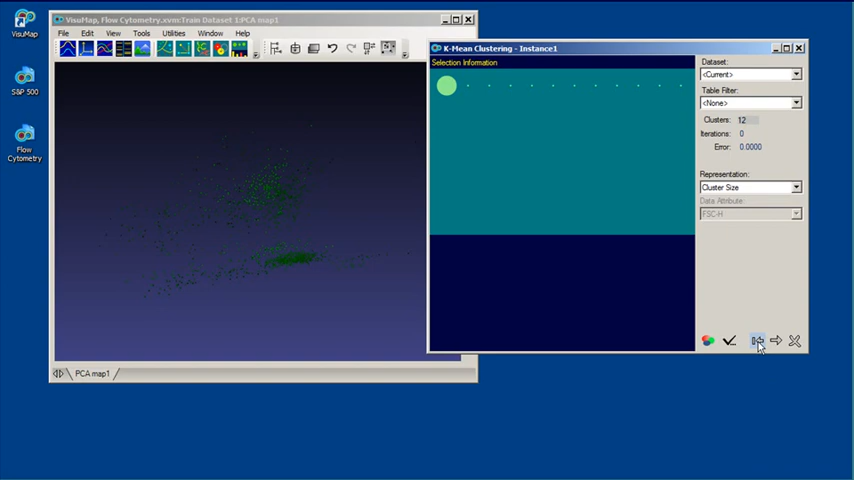 VisuMap
S&P 500
Flow
Cytometry
VisuMap, Flow Cytometry.xvmz:Train Dataset 1:PCA map1
File Edit View Tools Utilities Window Help
PCA map1
K-Mean Clustering - Instance1
Selection Information
Dataset:
<Current>
Table Filter:
<None>
Clusters: 12
Iterations: 0
Error: 0.0000
Representation:
Cluster Size
Data Attribute:
FSC-H